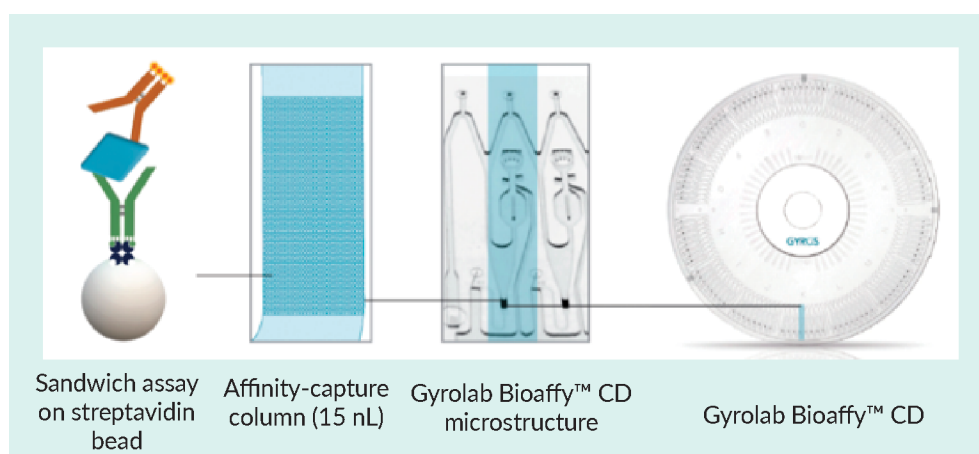 GYROS
Sandwich assay
on streptavidin
bead
Affinity-capture
column (15 nL)
Gyrolab Bioaffy™ CD
microstructure
Gyrolab Bioaffy™ CD